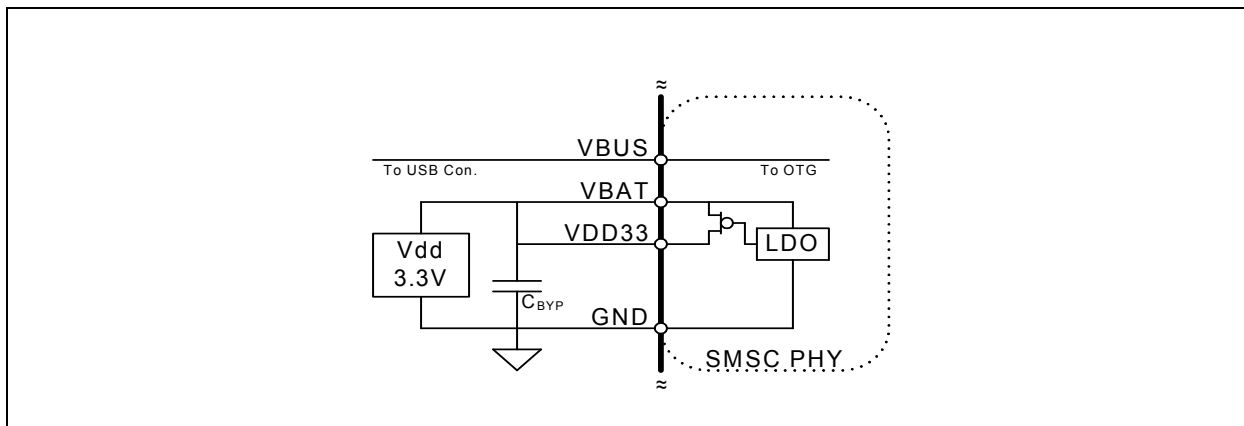 ≈
VBUS
To USB Con.
To OTG
VBAT
VDD33
Vdd
3.3V
LDO
CBYP
GND
SMSC PHY
≈